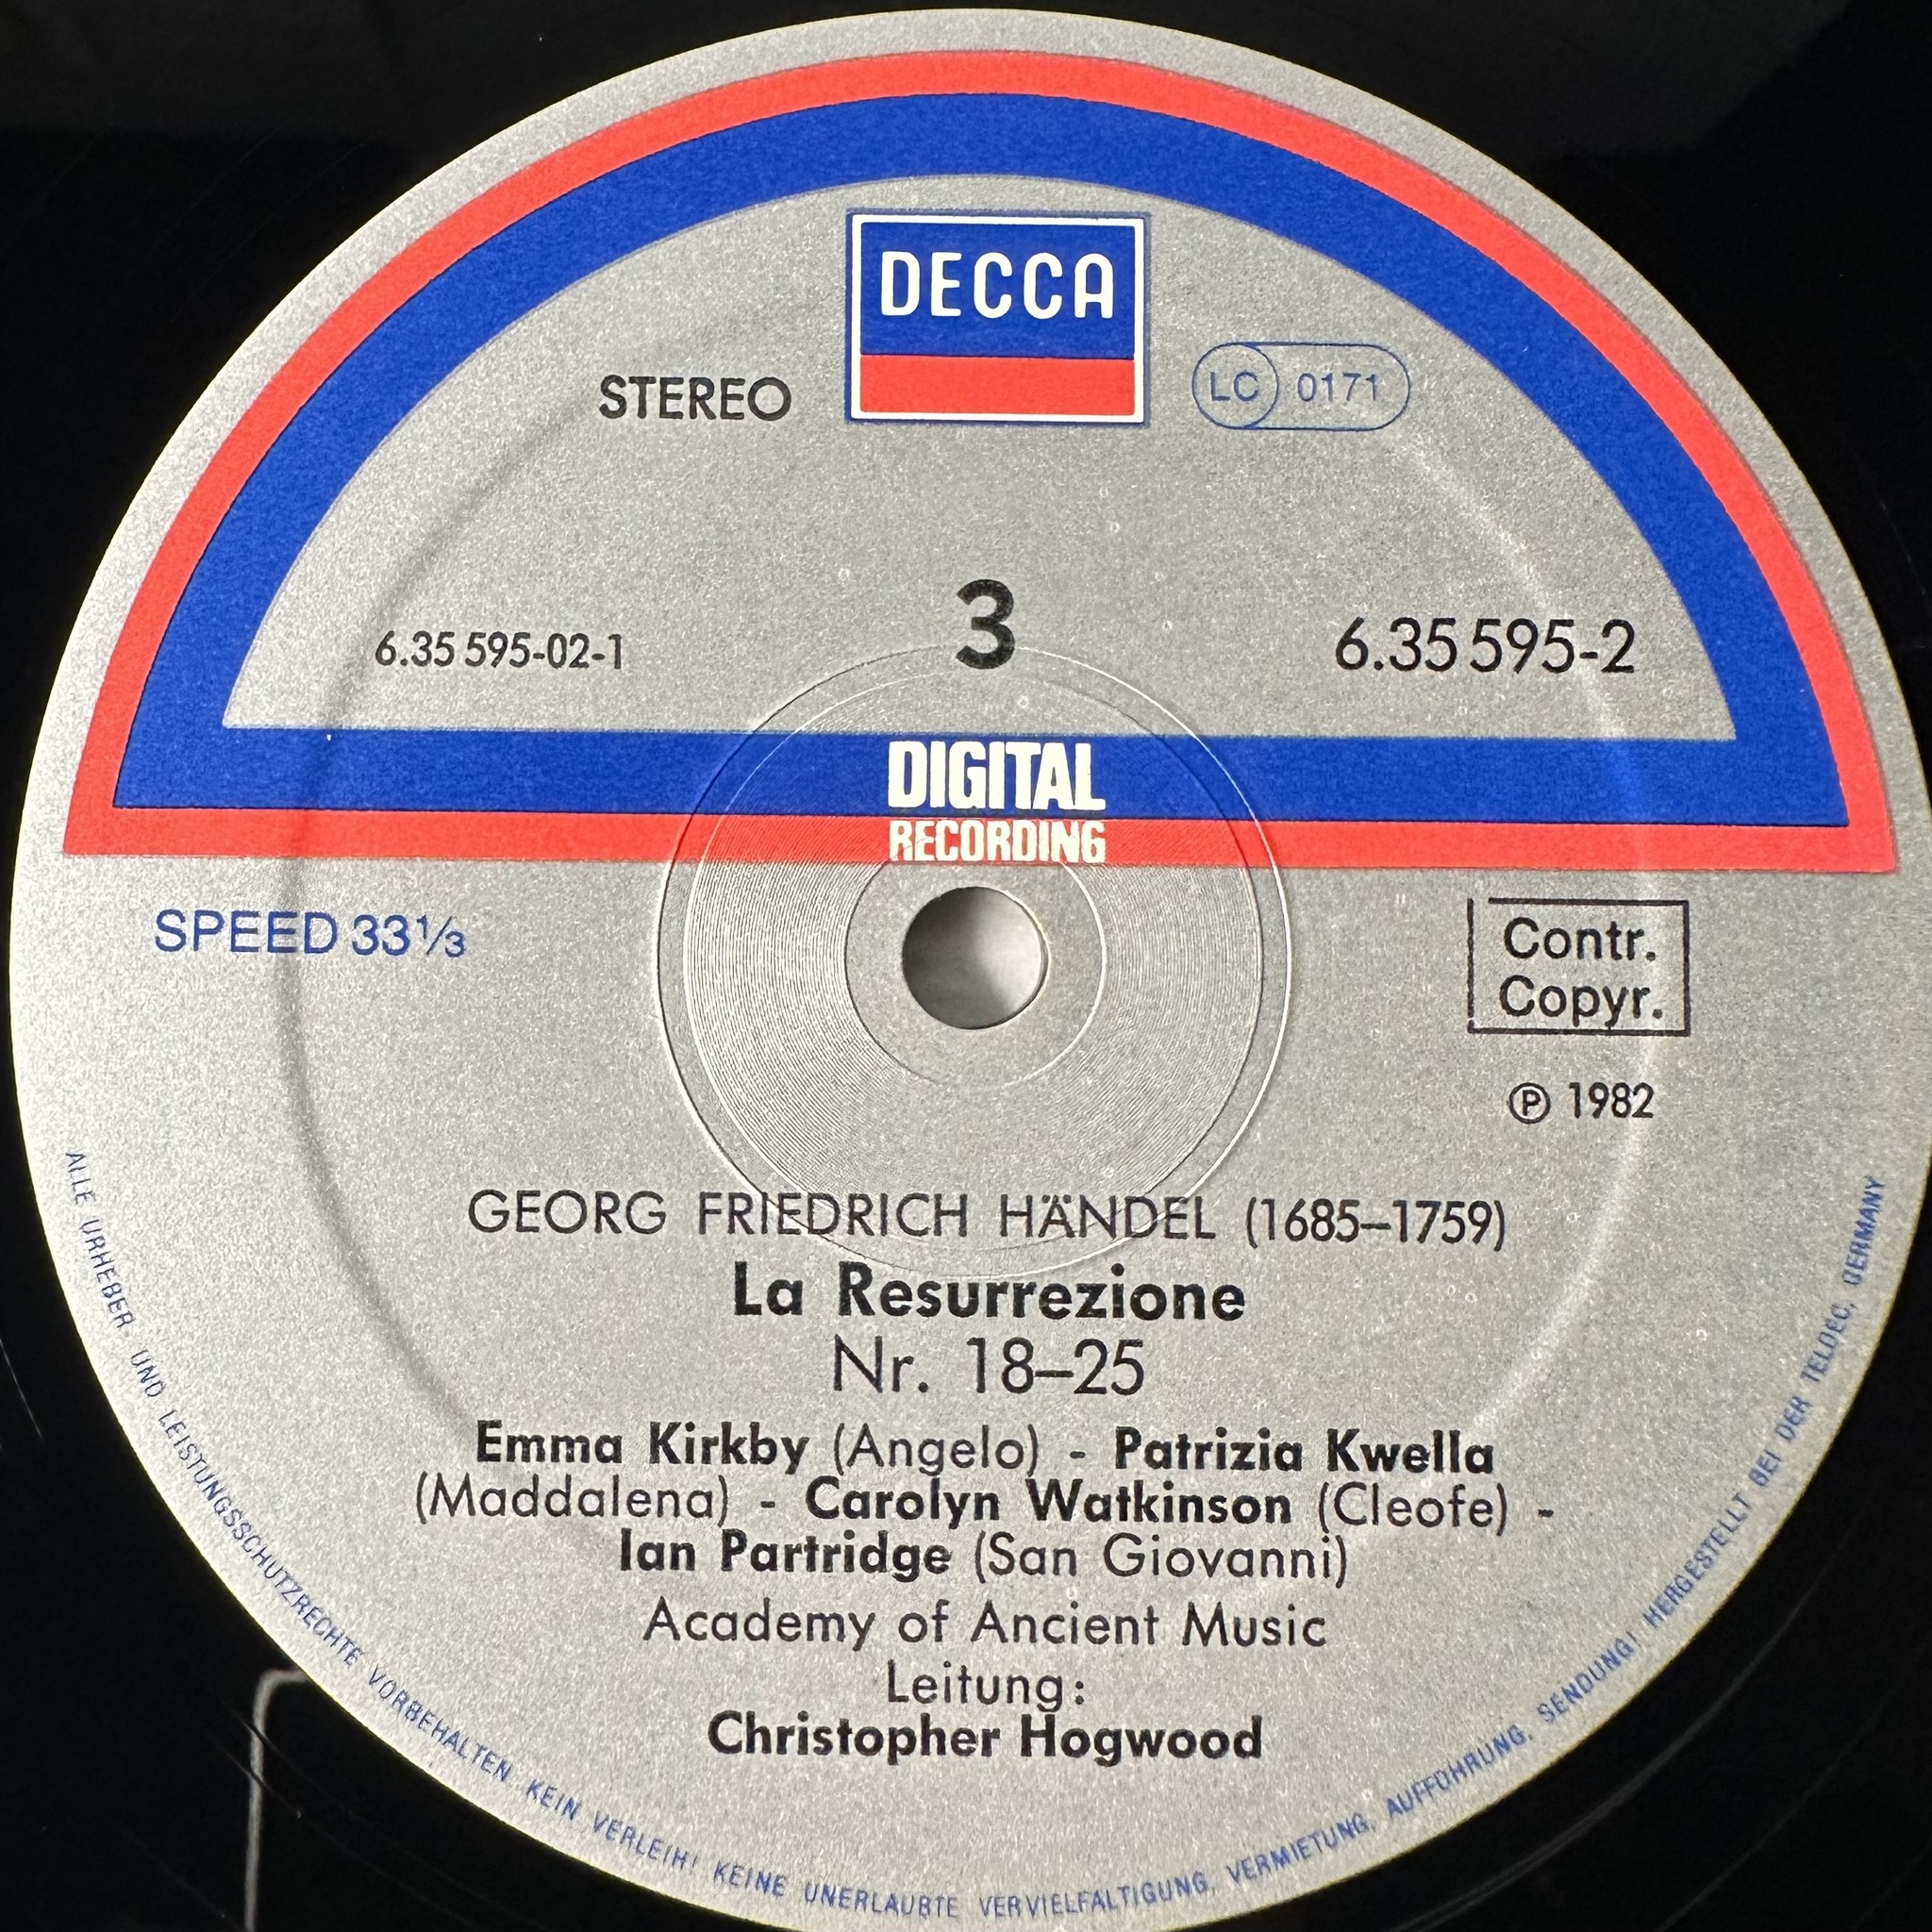 DECCA
STEREO
LC 0171
3
6.35 595-02-1
6.35 595-2
DIGITAL
RECORDING
SPEED 33⅓
Contr.
Copyr.
℗ 1982
GEORG FRIEDRICH HÄNDEL (1685–1759)
La Resurrezione
Nr. 18–25
Emma Kirkby (Angelo) - Patrizia Kwella
(Maddalena) - Carolyn Watkinson (Cleofe) -
Ian Partridge (San Giovanni)
Academy of Ancient Music
Leitung:
Christopher Hogwood
ALLE URHEBER- UND LEISTUNGSSCHUTZRECHTE VORBEHALTEN KEIN VERLEIH! KEINE UNERLAUBTE VERVIELFÄLTIGUNG, VERMIETUNG, AUFFÜHRUNG, SENDUNG! HERGESTELLT BEI DER TELDEC, GERMANY